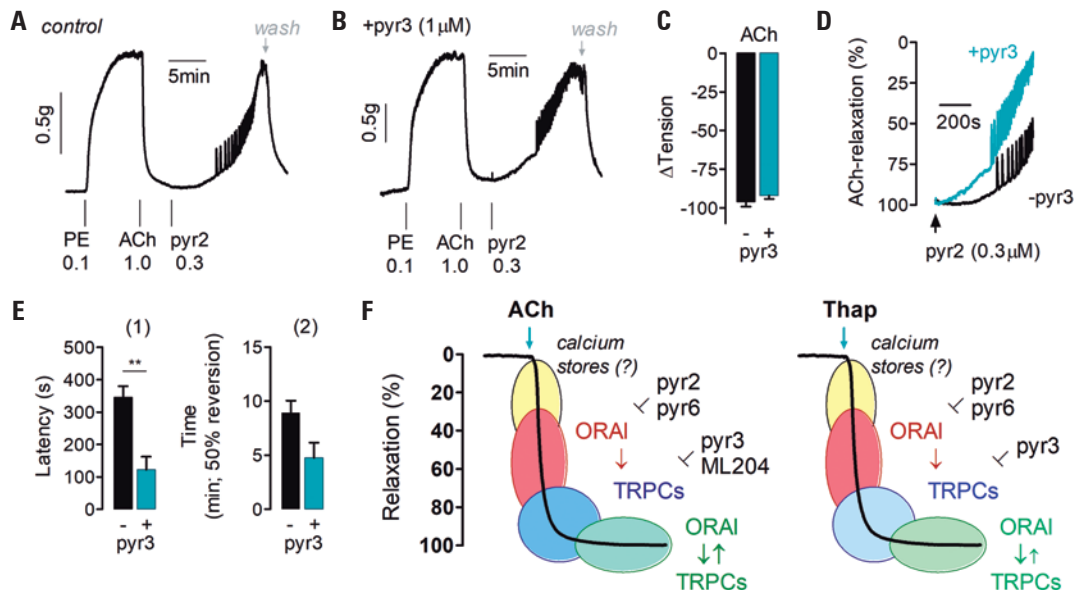 A
control
wash
5min
0.5g
PE ACh pyr2
0.1 1.0 0.3
B
+pyr3 (1 µM)
wash
5min
0.5g
PE ACh pyr2
0.1 1.0 0.3
C
ACh
ΔTension
0
-25
-50
-75
-100
- +
pyr3
D
ACh-relaxation (%)
0
25
50
75
100
+pyr3
200s
-pyr3
pyr2 (0.3 µM)
E
(1)
Latency (s)
500
400
300
200
100
0
**
- +
pyr3
(2)
Time
(min; 50% reversion)
15
10
5
0
- +
pyr3
F
ACh
Relaxation (%)
0
20
40
60
80
100
calcium
stores (?)
pyr2
pyr6
ORAI
↓
pyr3
ML204
TRPCs
ORAI
↓↑
TRPCs
Thap
calcium
stores (?)
pyr2
pyr6
ORAI
↓
pyr3
TRPCs
ORAI
↓↑
TRPCs